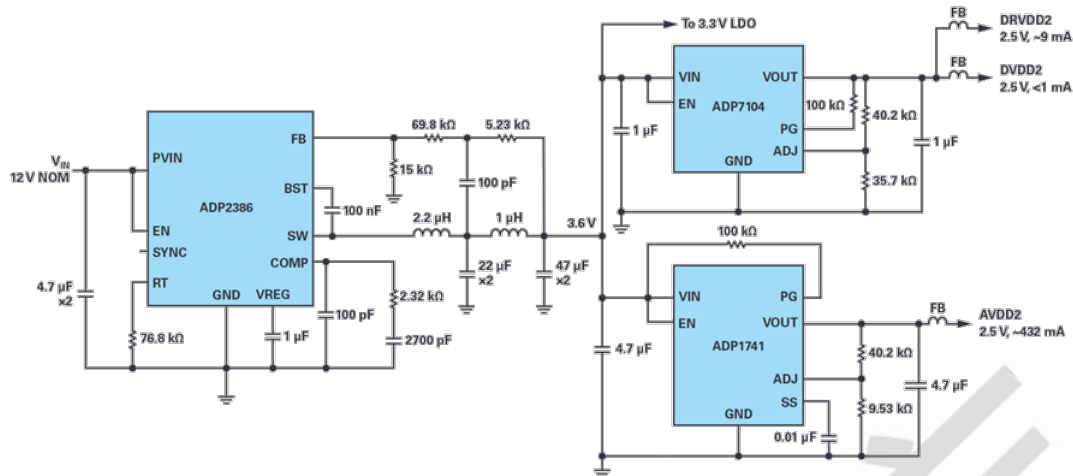 FB
DRVDD2
2.5 V, ~9 mA
To 3.3 V LDO
FB
DVDD2
2.5 V, <1 mA
VIN
VOUT
EN
ADP7104
100 kΩ
40.2 kΩ
PG
1 µF
ADJ
1 µF
GND
35.7 kΩ
69.8 kΩ
5.23 kΩ
FB
VIN
12 V NOM
PVIN
15 kΩ
100 pF
BST
ADP2386
100 nF
2.2 µH
1 µH
3.6 V
EN
SW
SYNC
COMP
22 µF
×2
47 µF
×2
4.7 µF
×2
RT
GND
VREG
2.32 kΩ
76.8 kΩ
1 µF
100 pF
2700 pF
100 kΩ
VIN
PG
EN
VOUT
FB
AVDD2
2.5 V, ~432 mA
4.7 µF
ADP1741
40.2 kΩ
ADJ
4.7 µF
SS
9.53 kΩ
GND
0.01 µF